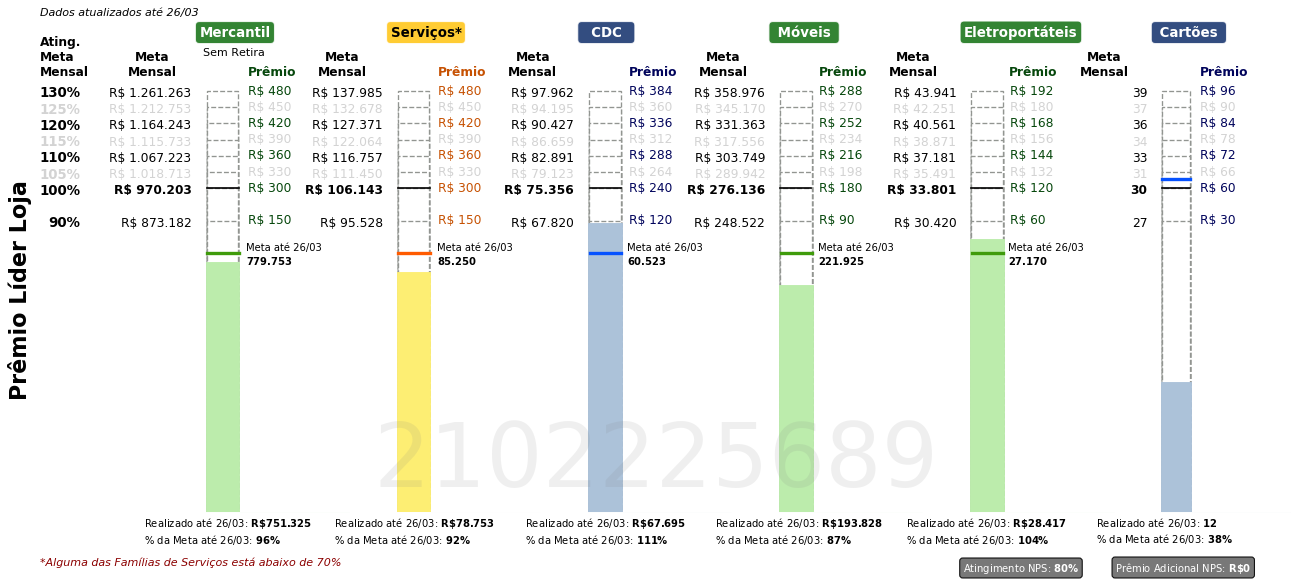 Dados atualizados até 26/03
Mercantil Serviços* CDC Móveis Eletroportáteis Cartões
Sem Retira
Ating. Meta Mensal
Meta Mensal Prêmio Meta Mensal Prêmio Meta Mensal Prêmio Meta Mensal Prêmio Meta Mensal Prêmio Meta Mensal Prêmio
130% R$ 1.261.263 R$ 480 R$ 137.985 R$ 480 R$ 97.962 R$ 384 R$ 358.976 R$ 288 R$ 43.941 R$ 192 39 R$ 96
125% R$ 1.212.753 R$ 450 R$ 132.678 R$ 450 R$ 94.195 R$ 360 R$ 345.170 R$ 270 R$ 42.251 R$ 180 37 R$ 90
120% R$ 1.164.243 R$ 420 R$ 127.371 R$ 420 R$ 90.427 R$ 336 R$ 331.363 R$ 252 R$ 40.561 R$ 168 36 R$ 84
115% R$ 1.115.733 R$ 390 R$ 122.064 R$ 390 R$ 86.659 R$ 312 R$ 317.556 R$ 234 R$ 38.871 R$ 156 34 R$ 78
110% R$ 1.067.223 R$ 360 R$ 116.757 R$ 360 R$ 82.891 R$ 288 R$ 303.749 R$ 216 R$ 37.181 R$ 144 33 R$ 72
105% R$ 1.018.713 R$ 330 R$ 111.450 R$ 330 R$ 79.123 R$ 264 R$ 289.942 R$ 198 R$ 35.491 R$ 132 31 R$ 66
100% R$ 970.203 R$ 300 R$ 106.143 R$ 300 R$ 75.356 R$ 240 R$ 276.136 R$ 180 R$ 33.801 R$ 120 30 R$ 60
90% R$ 873.182 R$ 150 R$ 95.528 R$ 150 R$ 67.820 R$ 120 R$ 248.522 R$ 90 R$ 30.420 R$ 60 27 R$ 30
Meta até 26/03 Meta até 26/03 Meta até 26/03 Meta até 26/03 Meta até 26/03
779.753 85.250 60.523 221.925 27.170
Prêmio Líder Loja
2102225689
Realizado até 26/03: R$751.325 Realizado até 26/03: R$78.753 Realizado até 26/03: R$67.695 Realizado até 26/03: R$193.828 Realizado até 26/03: R$28.417 Realizado até 26/03: 12
% da Meta até 26/03: 96% % da Meta até 26/03: 92% % da Meta até 26/03: 111% % da Meta até 26/03: 87% % da Meta até 26/03: 104% % da Meta até 26/03: 38%
*Alguma das Famílias de Serviços está abaixo de 70%
Atingimento NPS: 80% Prêmio Adicional NPS: R$0